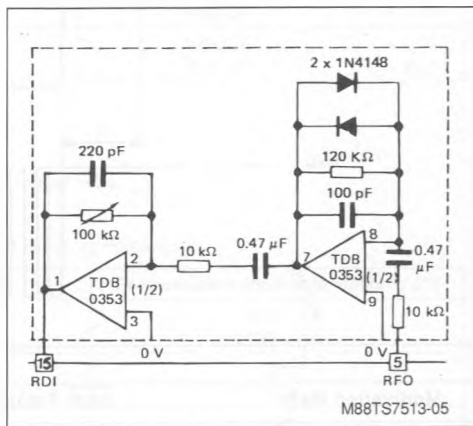 2 x 1N4148
120 KΩ
100 pF
220 pF
100 kΩ
10 kΩ
0.47 μF
7
8
TDB
0353
(1/2)
9
0.47
μF
10 kΩ
1
2
TDB
0353
(1/2)
3
0 V
0 V
15
RDI
5
RFO
M88TS7513-05